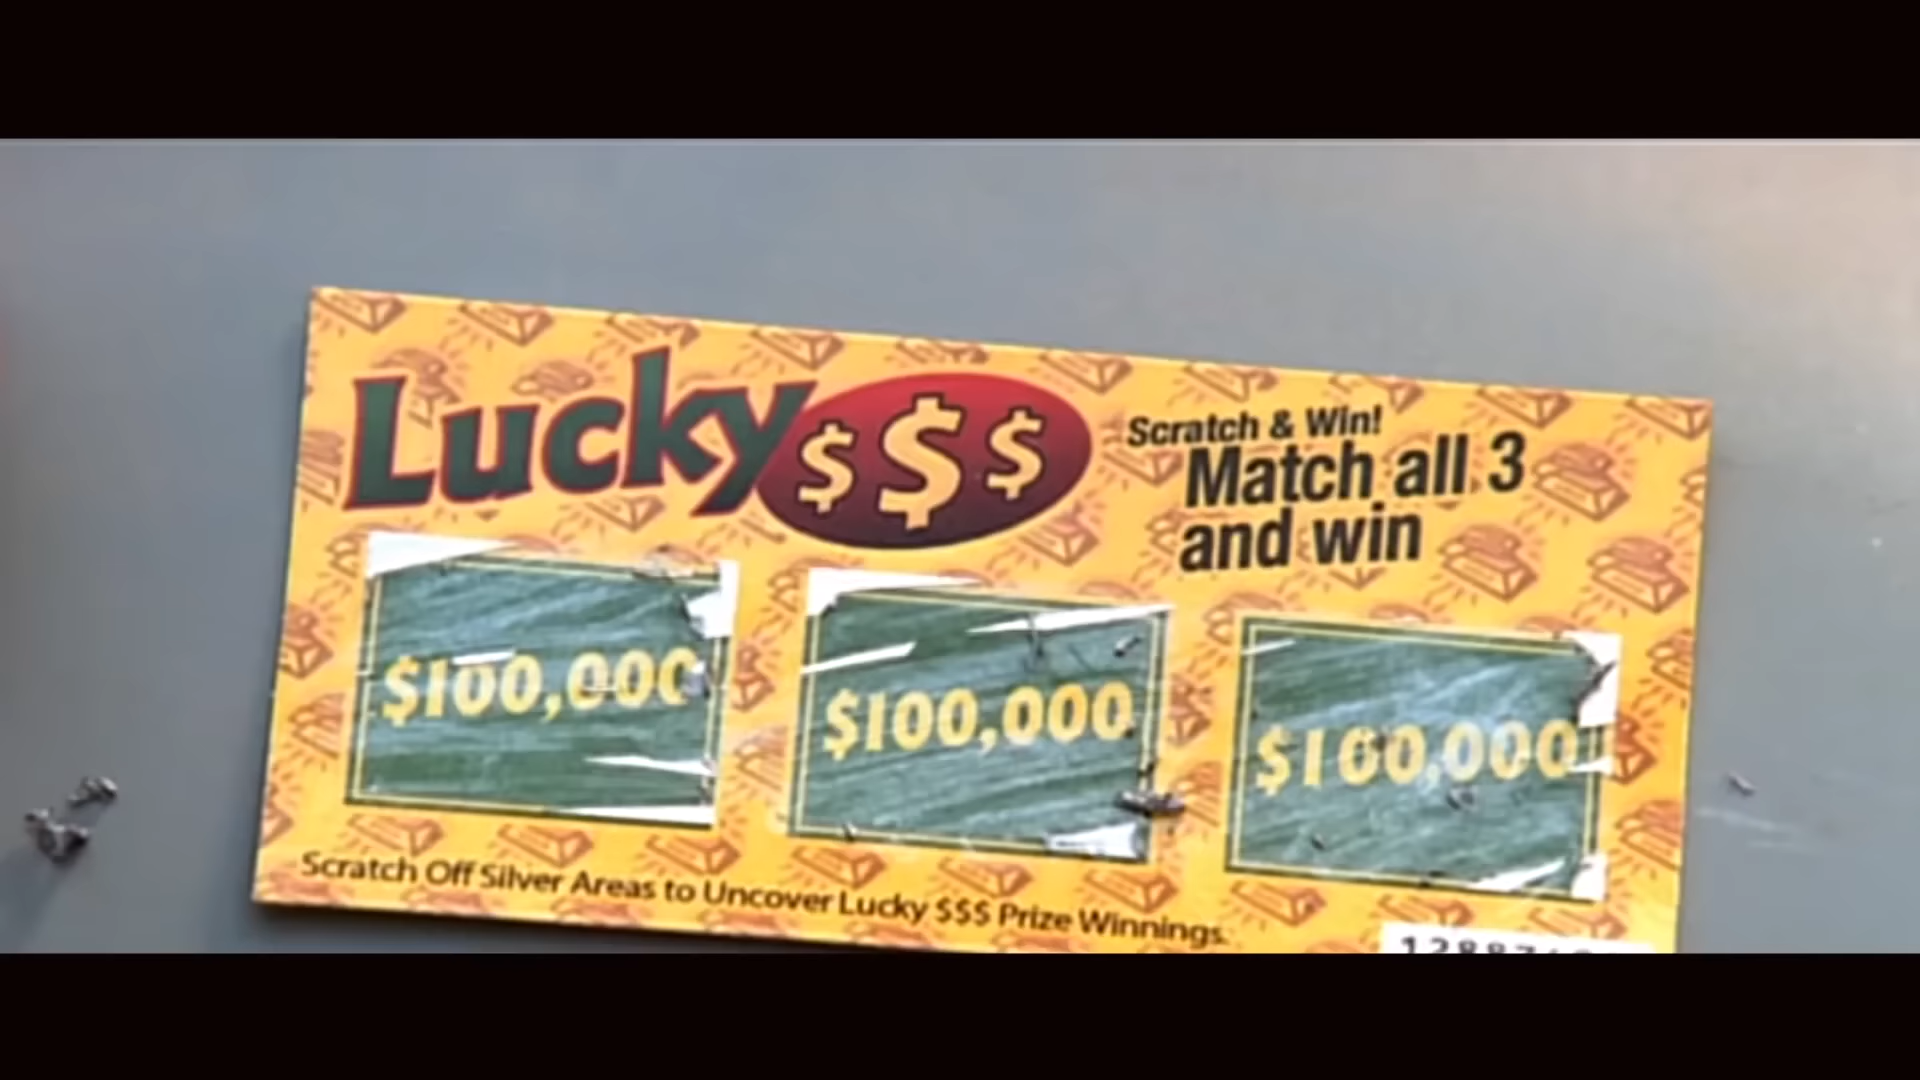 Lucky $$$
Scratch & Win!
Match all 3
and win
$100,000
$100,000
$100,000
Scratch Off Silver Areas to Uncover Lucky $$$ Prize Winnings.